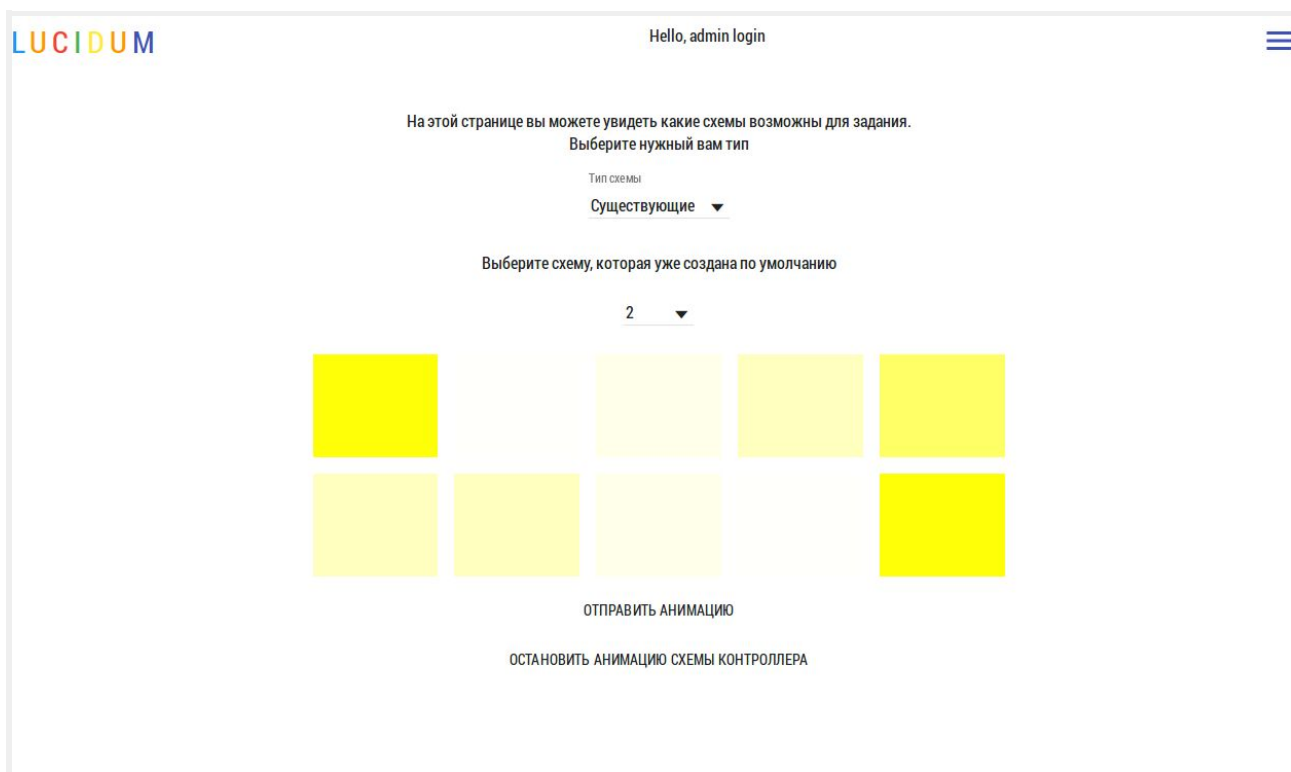 LUCIDUM
Hello, admin login
На этой странице вы можете увидеть какие схемы возможны для задания.
Выберите нужный вам тип
Тип схемы
Существующие
Выберите схему, которая уже создана по умолчанию
2
ОТПРАВИТЬ АНИМАЦИЮ
ОСТАНОВИТЬ АНИМАЦИЮ СХЕМЫ КОНТРОЛЛЕРА